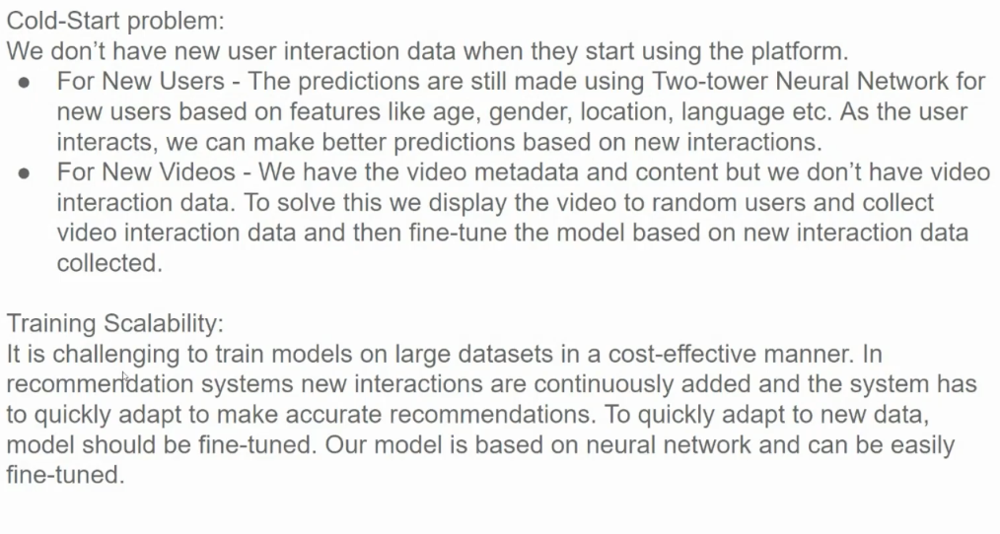 Cold-Start problem:
We don't have new user interaction data when they start using the platform.
● For New Users - The predictions are still made using Two-tower Neural Network for
new users based on features like age, gender, location, language etc. As the user
interacts, we can make better predictions based on new interactions.
● For New Videos - We have the video metadata and content but we don't have video
interaction data. To solve this we display the video to random users and collect
video interaction data and then fine-tune the model based on new interaction data
collected.
Training Scalability:
It is challenging to train models on large datasets in a cost-effective manner. In
recommendation systems new interactions are continuously added and the system has
to quickly adapt to make accurate recommendations. To quickly adapt to new data,
model should be fine-tuned. Our model is based on neural network and can be easily
fine-tuned.